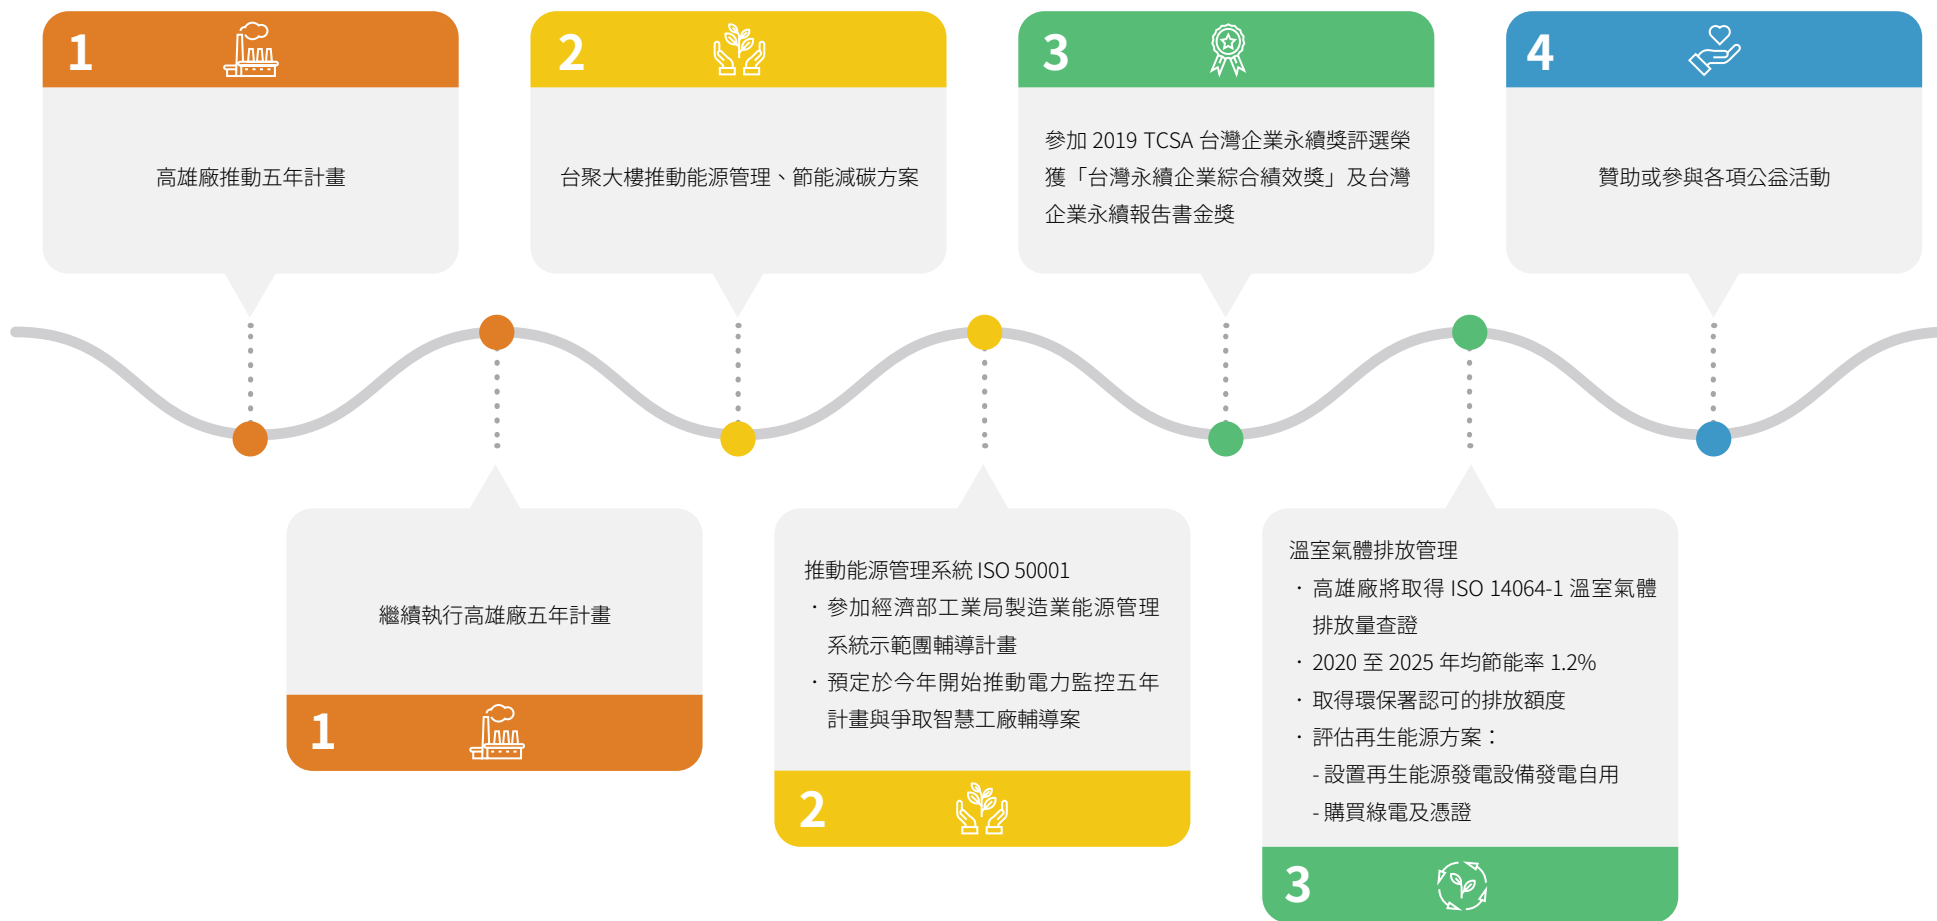 1
高雄廠推動五年計畫
2
台聚大樓推動能源管理、節能減碳方案
3
參加 2019 TCSA 台灣企業永續獎評選榮
獲「台灣永續企業綜合績效獎」及台灣
企業永續報告書金獎
4
贊助或參與各項公益活動
繼續執行高雄廠五年計畫
1
推動能源管理系統 ISO 50001
・參加經濟部工業局製造業能源管理
系統示範團輔導計畫
・預定於今年開始推動電力監控五年
計畫與爭取智慧工廠輔導案
2
溫室氣體排放管理
・高雄廠將取得 ISO 14064-1 溫室氣體
排放量查證
・2020 至 2025 年均節能率 1.2%
・取得環保署認可的排放額度
・評估再生能源方案：
- 設置再生能源發電設備發電自用
- 購買綠電及憑證
3